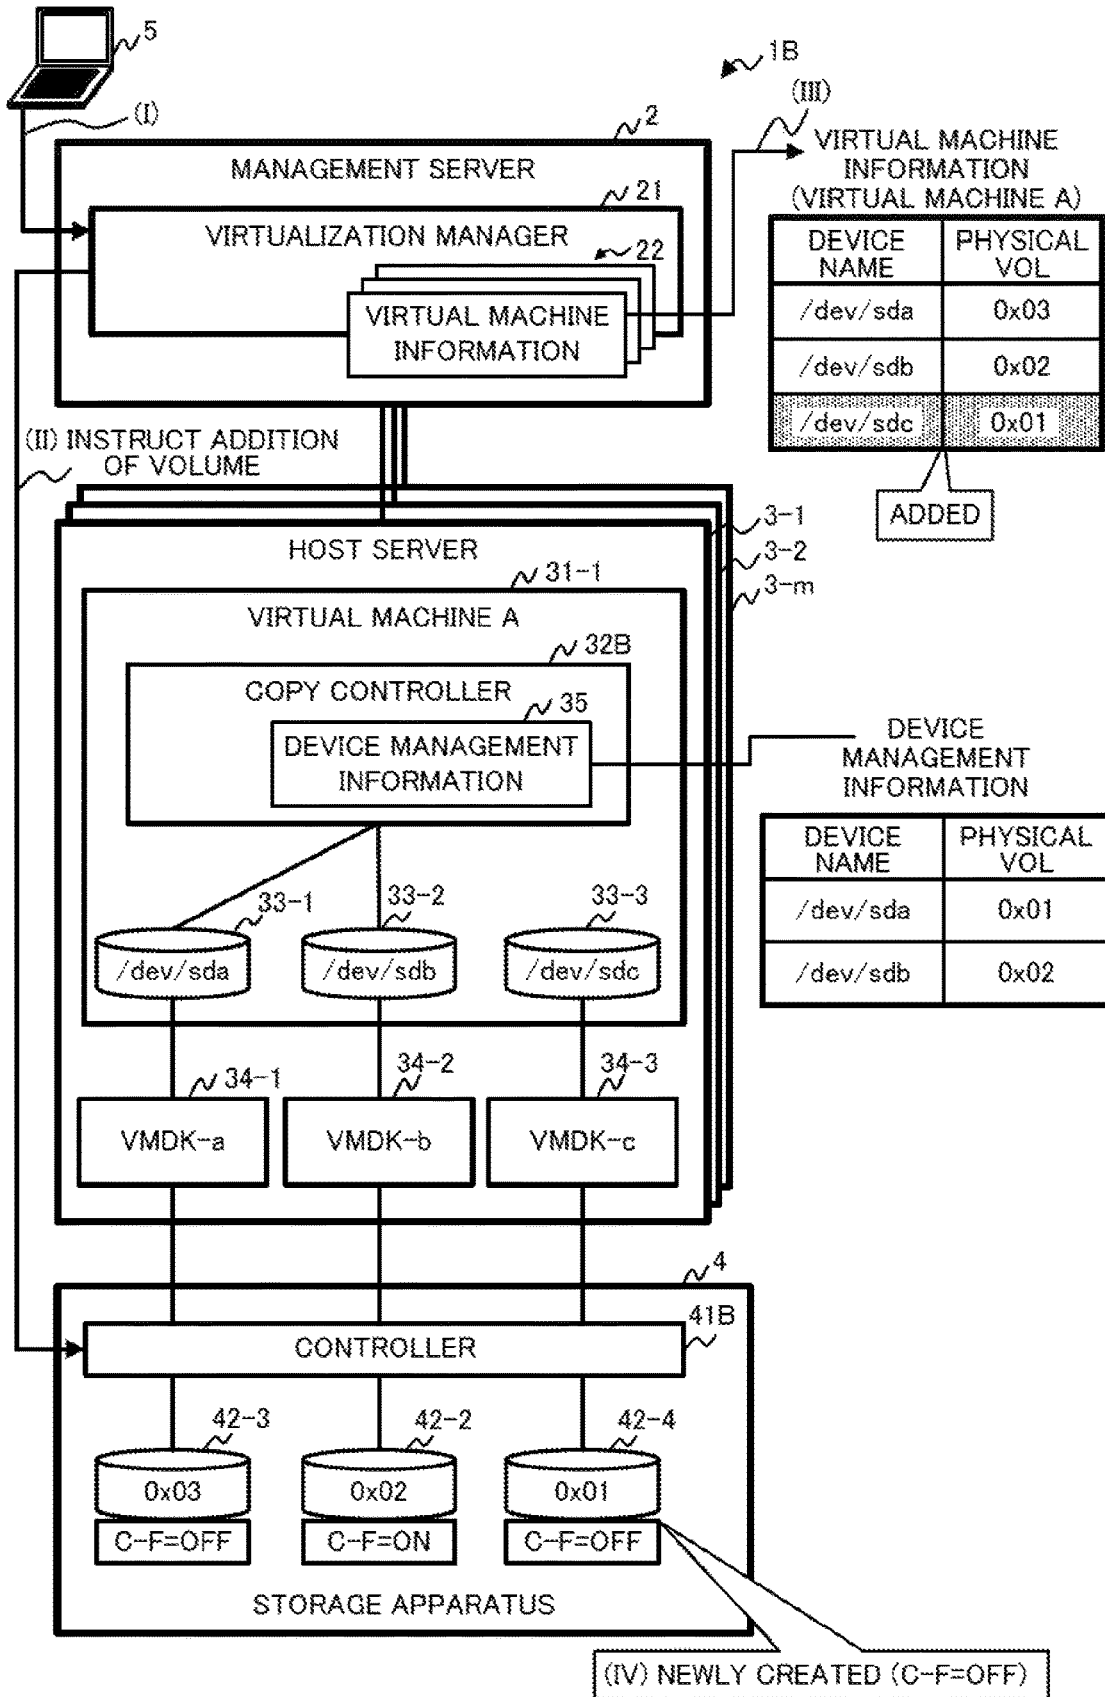 5
1B
(I)
(III)
2
MANAGEMENT SERVER
21
VIRTUALIZATION MANAGER
22
VIRTUAL MACHINE
INFORMATION
VIRTUAL MACHINE
INFORMATION
(VIRTUAL MACHINE A)
DEVICE
NAME
PHYSICAL
VOL
/dev/sda
0x03
/dev/sdb
0x02
/dev/sdc
0x01
ADDED
(II) INSTRUCT ADDITION
OF VOLUME
3-1
3-2
3-m
HOST SERVER
31-1
VIRTUAL MACHINE A
32B
COPY CONTROLLER
35
DEVICE MANAGEMENT
INFORMATION
DEVICE
MANAGEMENT
INFORMATION
DEVICE
NAME
PHYSICAL
VOL
/dev/sda
0x01
/dev/sdb
0x02
33-1
33-2
33-3
/dev/sda
/dev/sdb
/dev/sdc
34-1
34-2
34-3
VMDK-a
VMDK-b
VMDK-c
4
41B
CONTROLLER
42-3
42-2
42-4
0x03
0x02
0x01
C-F=OFF
C-F=ON
C-F=OFF
STORAGE APPARATUS
(IV) NEWLY CREATED (C-F=OFF)